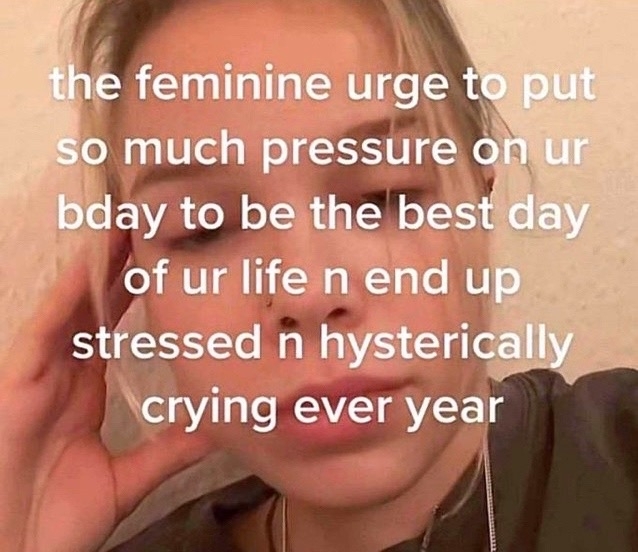 the feminine urge to put
so much pressure on ur
bday to be the best day
of ur life n end up
stressed n hysterically
crying ever year